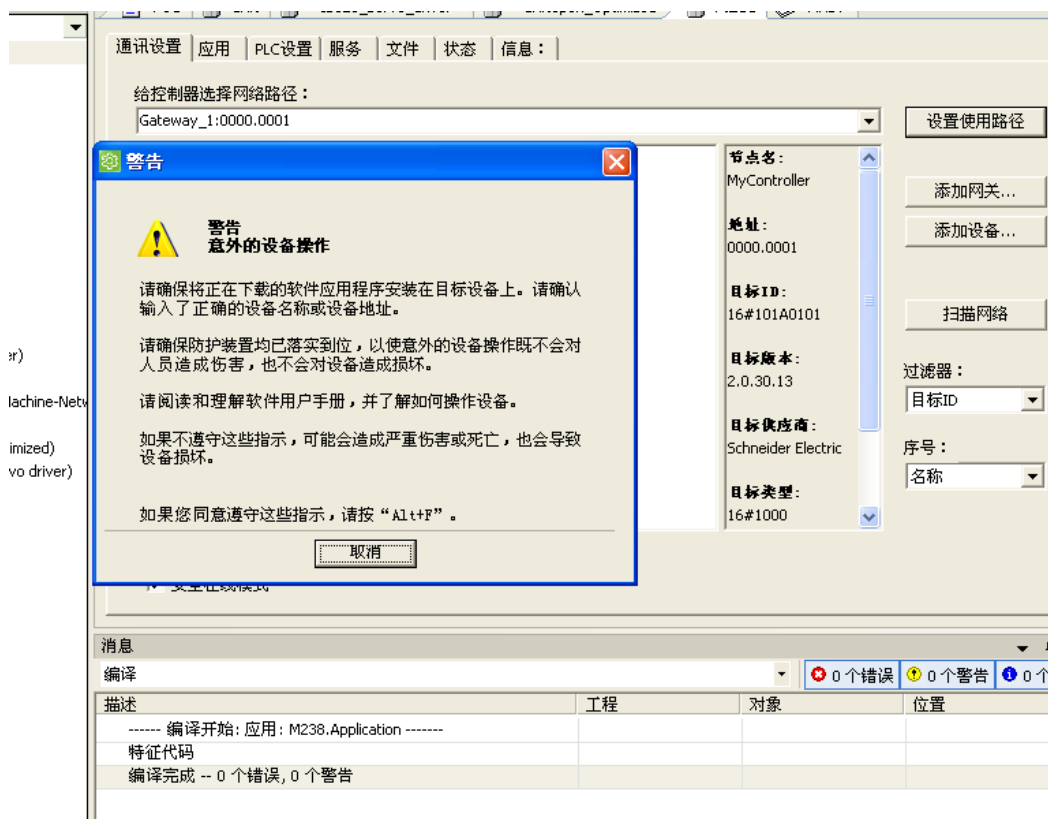 通讯设置
应用
PLC设置
服务
文件
状态
信息：
给控制器选择网络路径：
Gateway_1:0000.0001
设置使用路径
警告
警告
意外的设备操作
请确保将正在下载的软件应用程序安装在目标设备上。请确认
输入了正确的设备名称或设备地址。
请确保防护装置均已落实到位，以使意外的设备操作既不会对
人员造成伤害，也不会对设备造成损坏。
请阅读和理解软件用户手册，并了解如何操作设备。
如果不遵守这些指示，可能会造成严重伤害或死亡，也会导致
设备损坏。
如果您同意遵守这些指示，请按“Alt+F”。
取消
节点名：
MyController
地址：
0000.0001
目标ID：
16#101A0101
目标版本：
2.0.30.13
目标供应商：
Schneider Electric
目标类型：
16#1000
添加网关...
添加设备...
扫描网络
过滤器：
目标ID
序号：
名称
er)
Machine-Netw
imized)
vo driver)
消息
编译
0 个错误
0 个警告
0 个
描述
工程
对象
位置
------ 编译开始: 应用: M238.Application -------
特征代码
编译完成 -- 0 个错误, 0 个警告